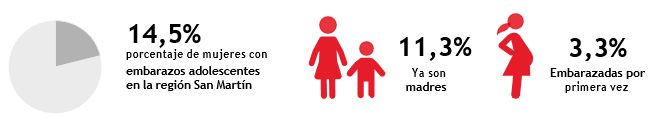 14,5%
porcentaje de mujeres con
embarazos adolescentes
en la región San Martín
11,3%
Ya son
madres
3,3%
Embarazadas por
primera vez